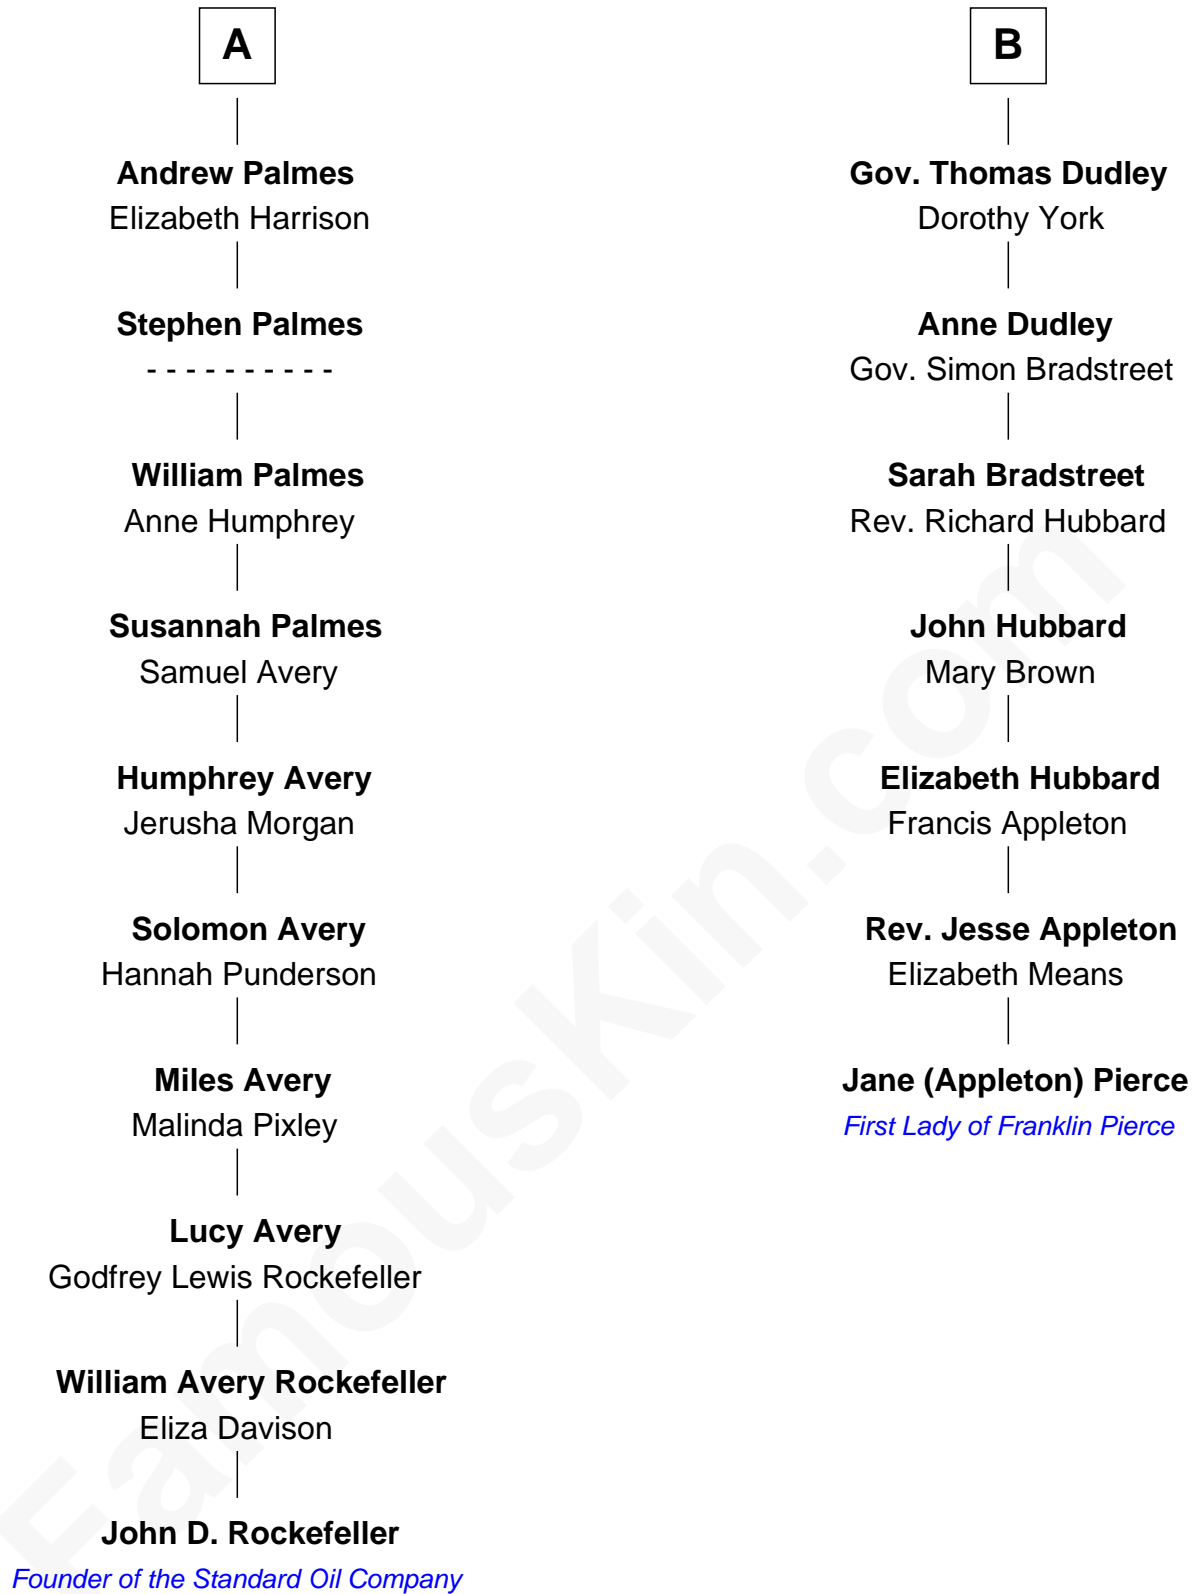 A
Andrew Palmes
Elizabeth Harrison
Stephen Palmes
- - - - - - - - - -
William Palmes
Anne Humphrey
Susannah Palmes
Samuel Avery
Humphrey Avery
Jerusha Morgan
Solomon Avery
Hannah Punderson
Miles Avery
Malinda Pixley
Lucy Avery
Godfrey Lewis Rockefeller
William Avery Rockefeller
Eliza Davison
John D. Rockefeller
Founder of the Standard Oil Company
B
Gov. Thomas Dudley
Dorothy York
Anne Dudley
Gov. Simon Bradstreet
Sarah Bradstreet
Rev. Richard Hubbard
John Hubbard
Mary Brown
Elizabeth Hubbard
Francis Appleton
Rev. Jesse Appleton
Elizabeth Means
Jane (Appleton) Pierce
First Lady of Franklin Pierce
FamousKin.com